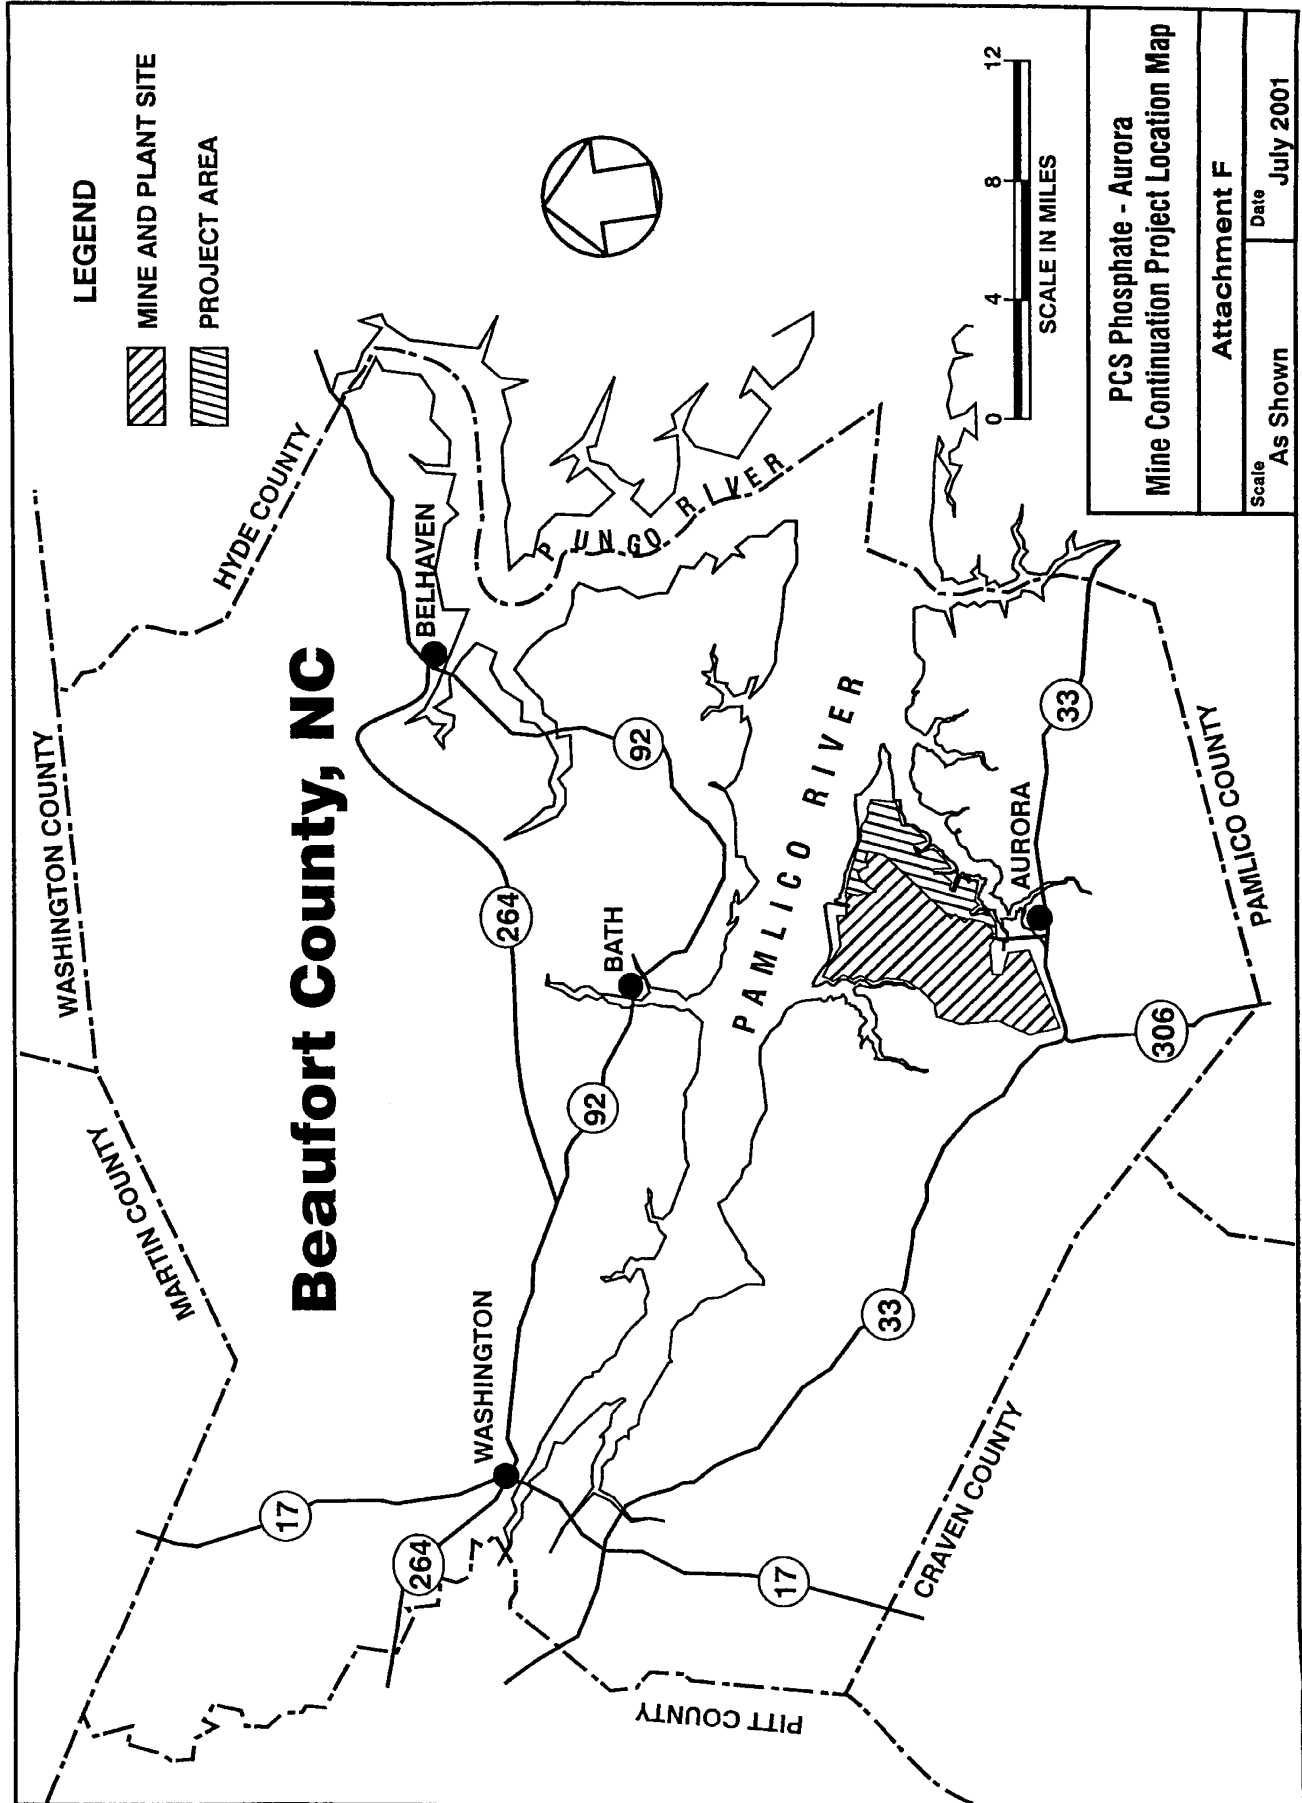 LEGEND
MINE AND PLANT SITE
PROJECT AREA
WASHINGTON COUNTY
MARTIN COUNTY
HYDE COUNTY
Beaufort County, NC
17
264
WASHINGTON
264
BELHAVEN
92
92
BATH
PUNGO RIVER
PAMLICO RIVER
33
AURORA
33
306
17
PITT COUNTY
CRAVEN COUNTY
PAMLICO COUNTY
0 4 8 12
SCALE IN MILES
PCS Phosphate - Aurora
Mine Continuation Project Location Map
Attachment F
Scale As Shown
Date July 2001